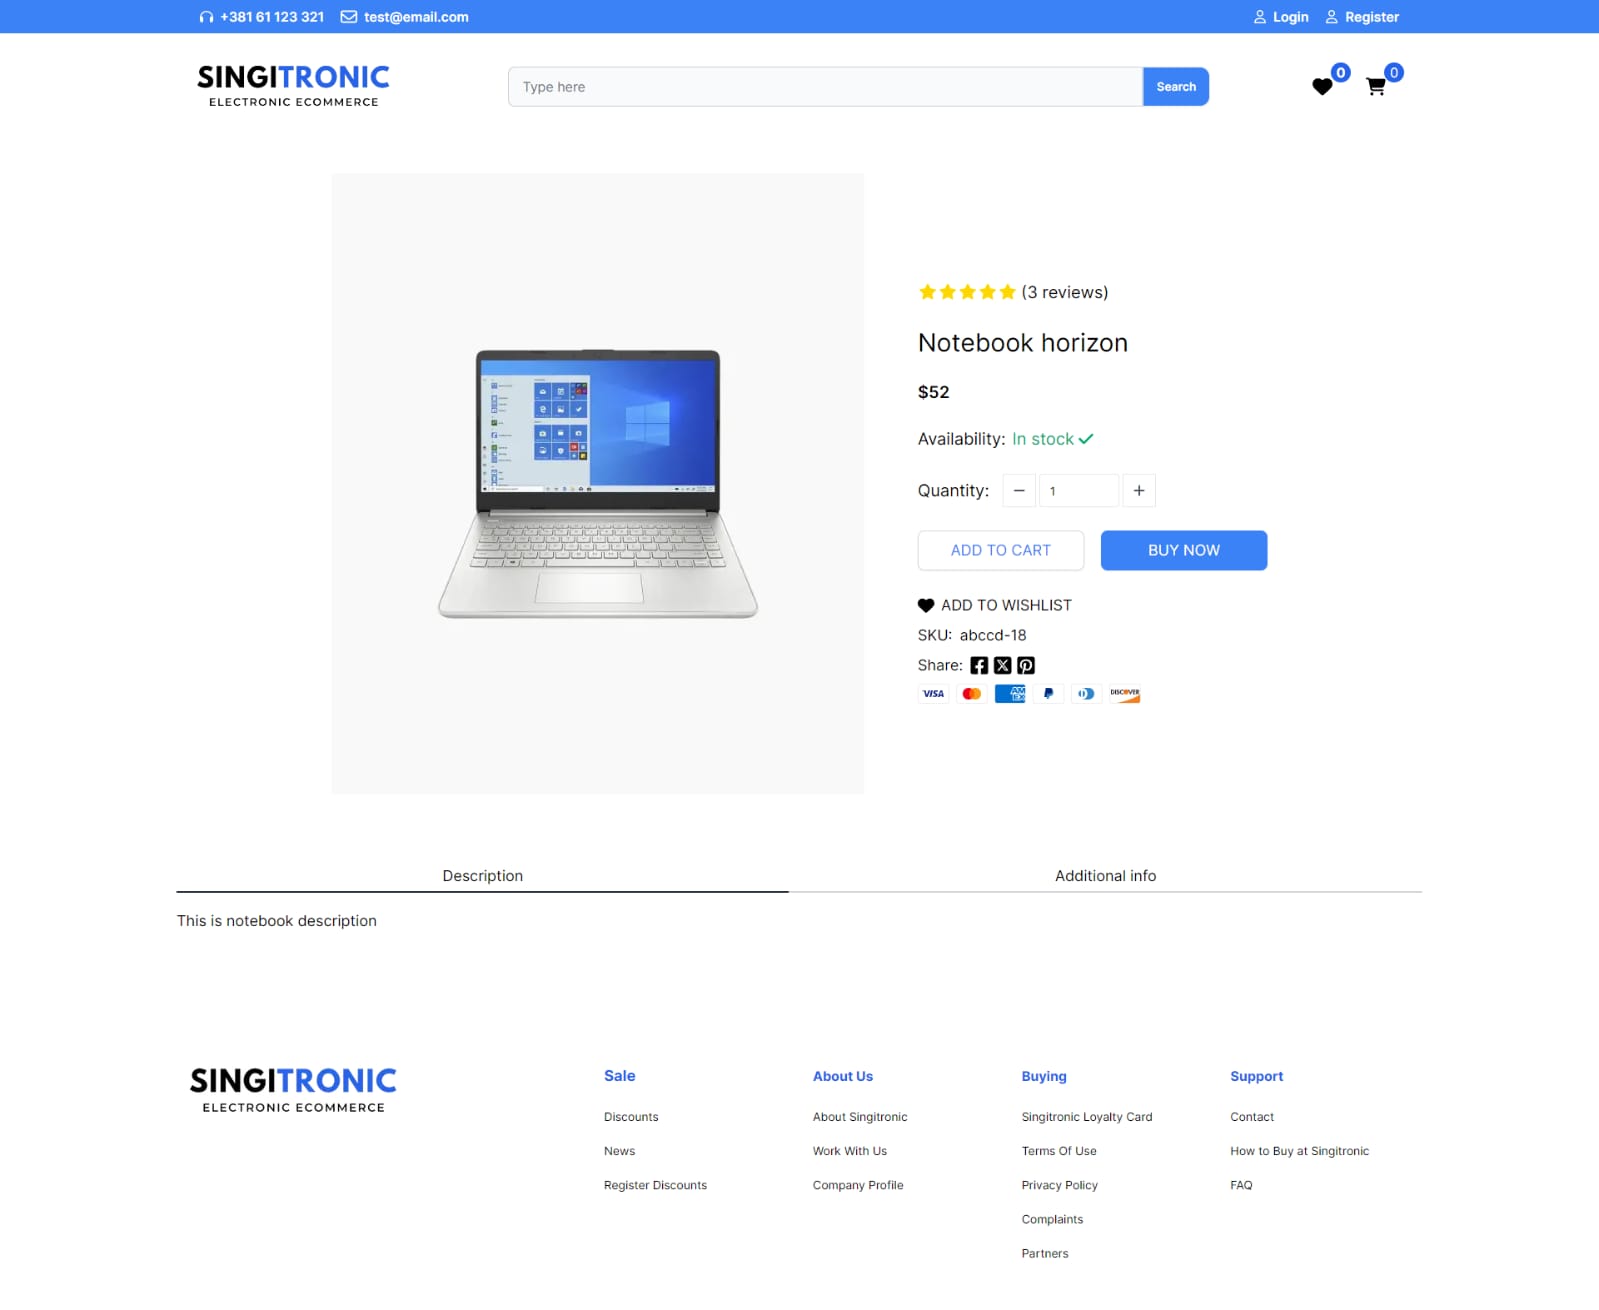 +381 61 123 321 test@email.com Login Register
SINGITRONIC
ELECTRONIC ECOMMERCE
Type here Search
0 0
(3 reviews)
Notebook horizon
$52
Availability: In stock
Quantity: − 1 +
ADD TO CART BUY NOW
ADD TO WISHLIST
SKU: abccd-18
Share:
VISA AMEX DISCOVER
Description Additional info
This is notebook description
SINGITRONIC
ELECTRONIC ECOMMERCE
Sale
Discounts
News
Register Discounts
About Us
About Singitronic
Work With Us
Company Profile
Buying
Singitronic Loyalty Card
Terms Of Use
Privacy Policy
Complaints
Partners
Support
Contact
How to Buy at Singitronic
FAQ